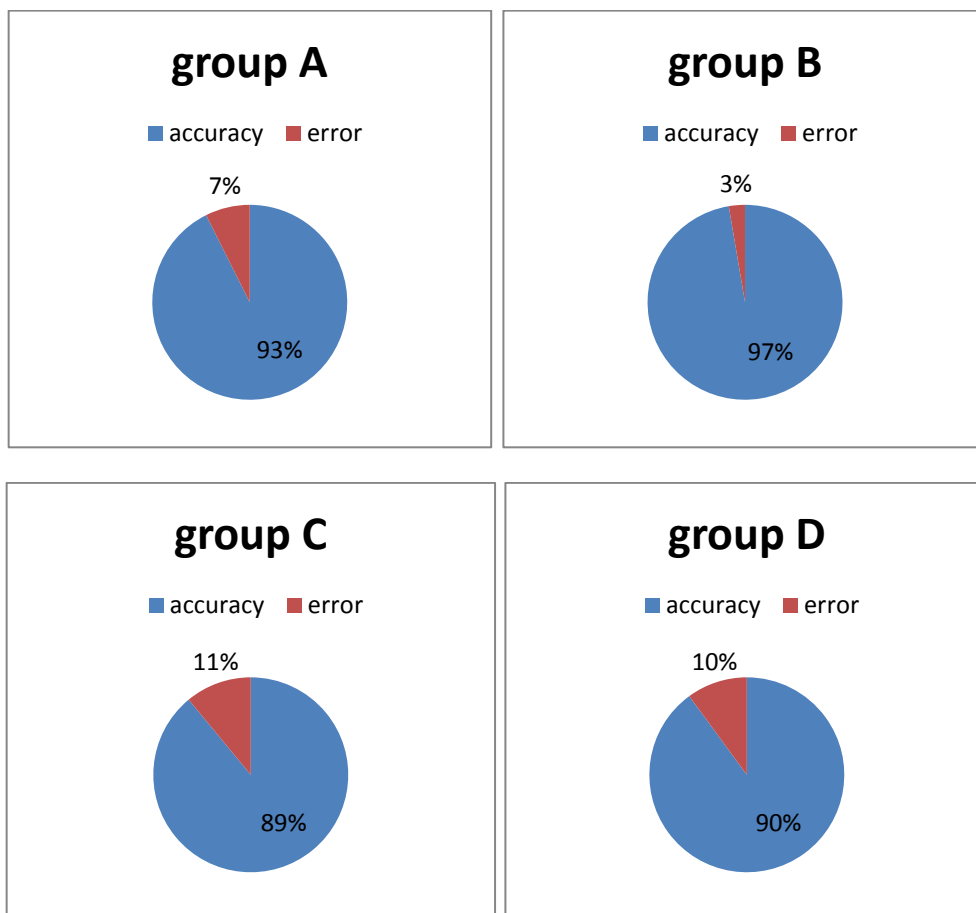 group A
accuracy error
7%
93%
group B
accuracy error
3%
97%
group C
accuracy error
11%
89%
group D
accuracy error
10%
90%